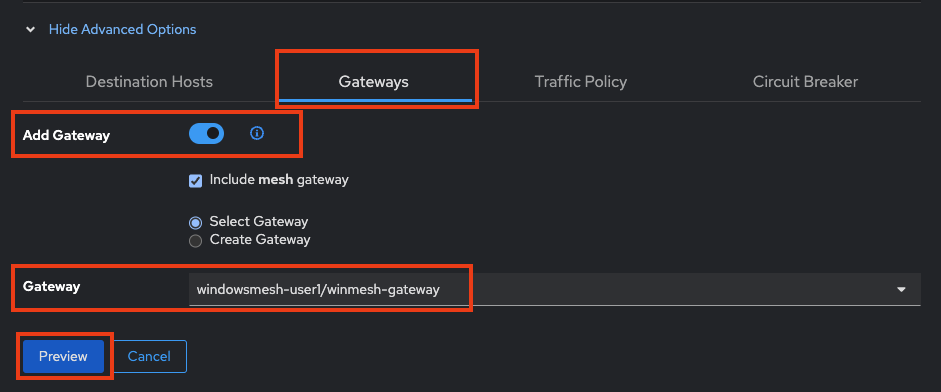 Hide Advanced Options
Destination Hosts Gateways Traffic Policy Circuit Breaker
Add Gateway
Include mesh gateway
Select Gateway
Create Gateway
Gateway windowsmesh-user1/winmesh-gateway
Preview Cancel